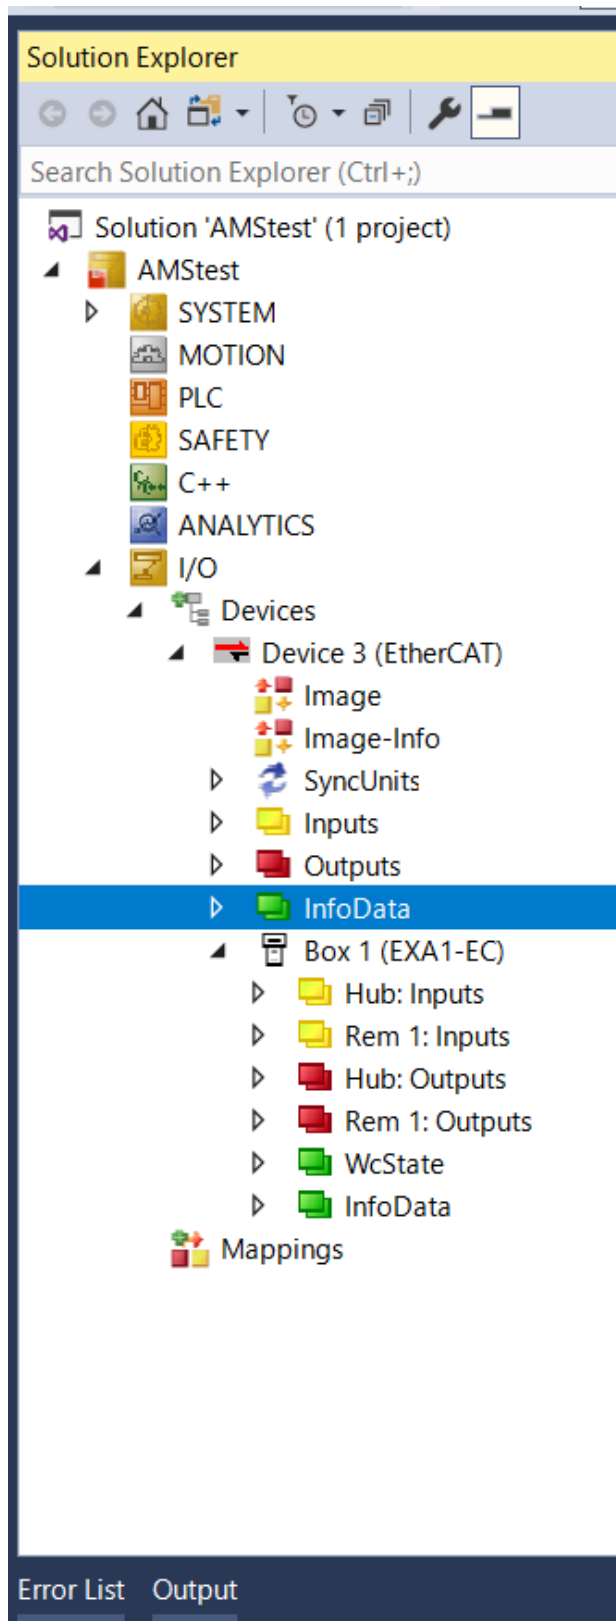 Solution Explorer
Search Solution Explorer (Ctrl+;)
Solution 'AMStest' (1 project)
AMStest
SYSTEM
MOTION
PLC
SAFETY
C++
ANALYTICS
I/O
Devices
Device 3 (EtherCAT)
Image
Image-Info
SyncUnits
Inputs
Outputs
InfoData
Box 1 (EXA1-EC)
Hub: Inputs
Rem 1: Inputs
Hub: Outputs
Rem 1: Outputs
WcState
InfoData
Mappings
Error List Output